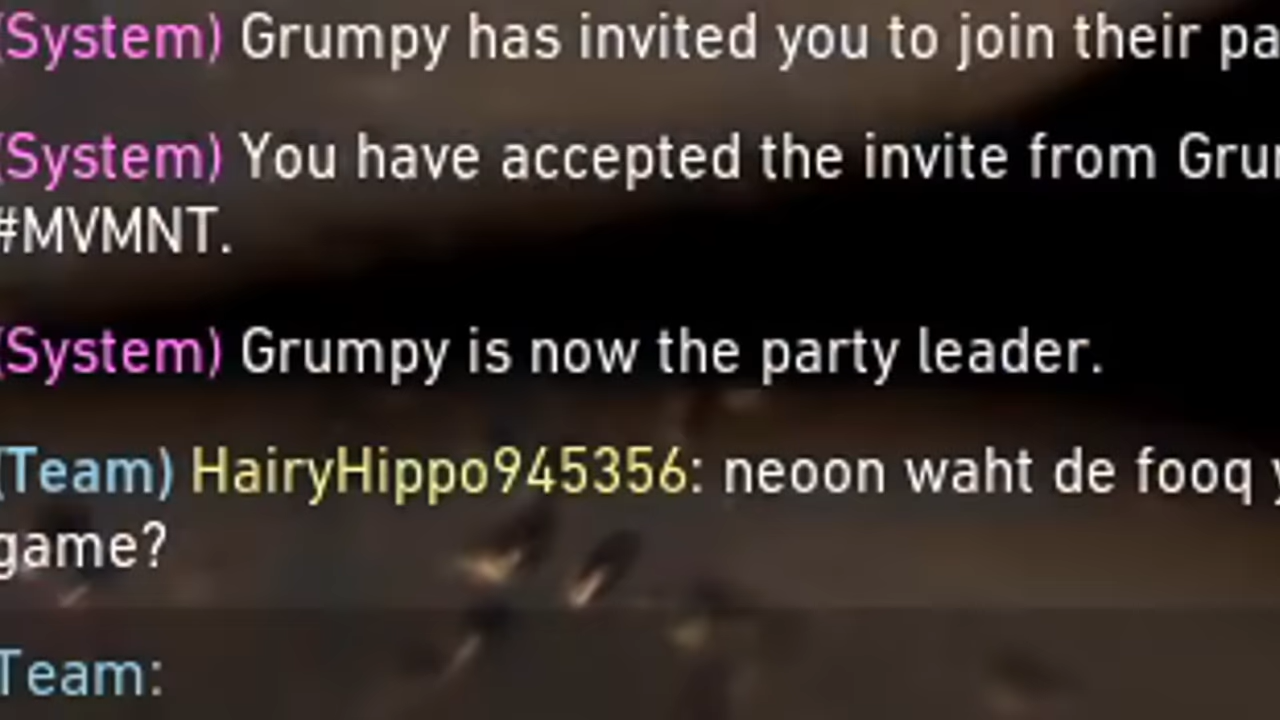 (System) Grumpy has invited you to join their pa
(System) You have accepted the invite from Gru
#MVMNT.
(System) Grumpy is now the party leader.
(Team) HairyHippo945356: neoon waht de fooq y
game?
Team: